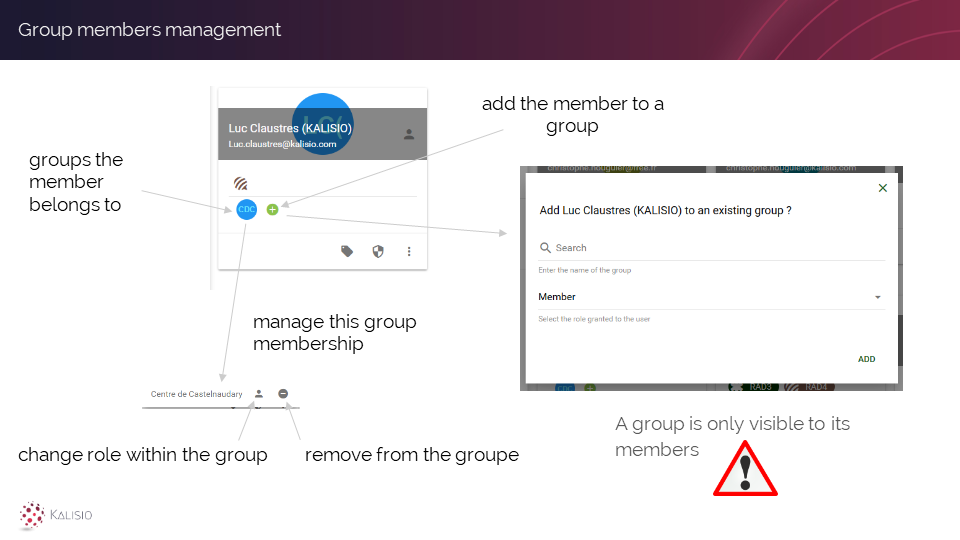 Group members management
add the member to a
group
Luc Claustres (KALISIO)
Luc.claustres@kalisio.com
groups the
member
belongs to
CDC
christophe.nouguier@free.fr
Add Luc Claustres (KALISIO) to an existing group ?
Search
Enter the name of the group
Member
Select the role granted to the user
ADD
CDC
RAD3
RAD4
manage this group
membership
Centre de Castelnaudary
change role within the group
remove from the groupe
A group is only visible to its
members
KALISIO